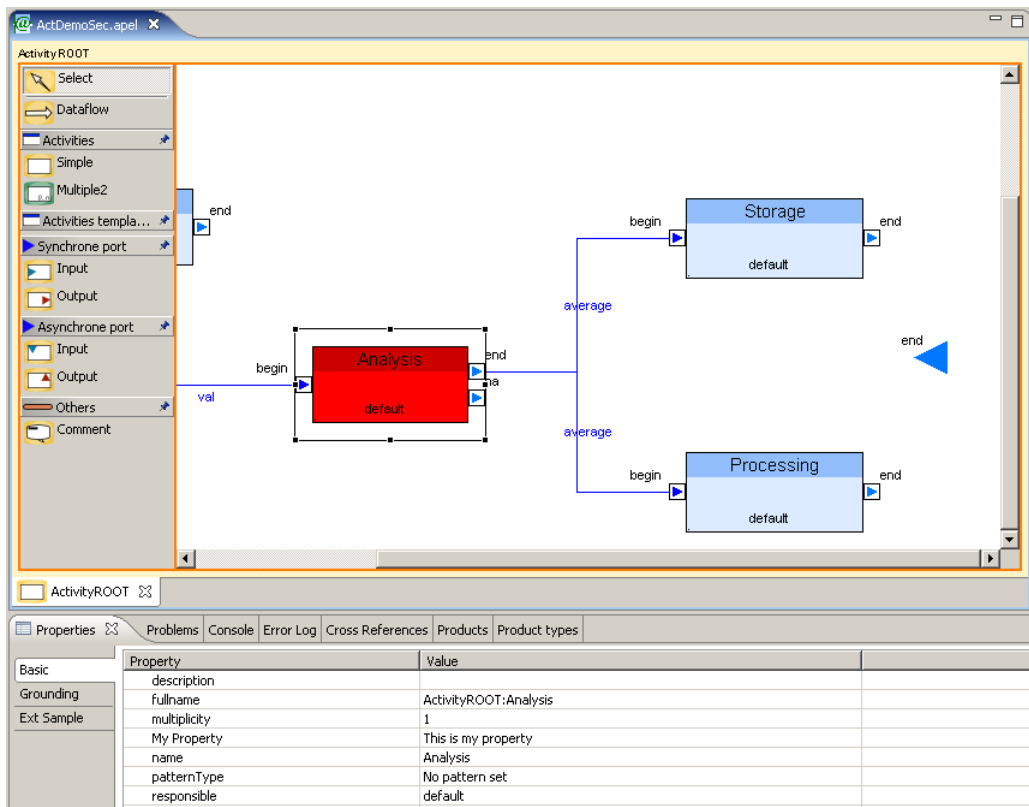 ActDemoSec.apel
ActivityROOT
Select
Dataflow
Activities
Simple
Multiple2
Activities templa...
Synchrone port
Input
Output
Asynchrone port
Input
Output
Others
Comment
end
val
begin
Analysis
default
end
na
average
average
begin
Storage
default
end
begin
Processing
default
end
end
ActivityROOT
Properties Problems Console Error Log Cross References Products Product types
Basic
Grounding
Ext Sample
Property Value
description
fullname ActivityROOT:Analysis
multiplicity 1
My Property This is my property
name Analysis
patternType No pattern set
responsible default